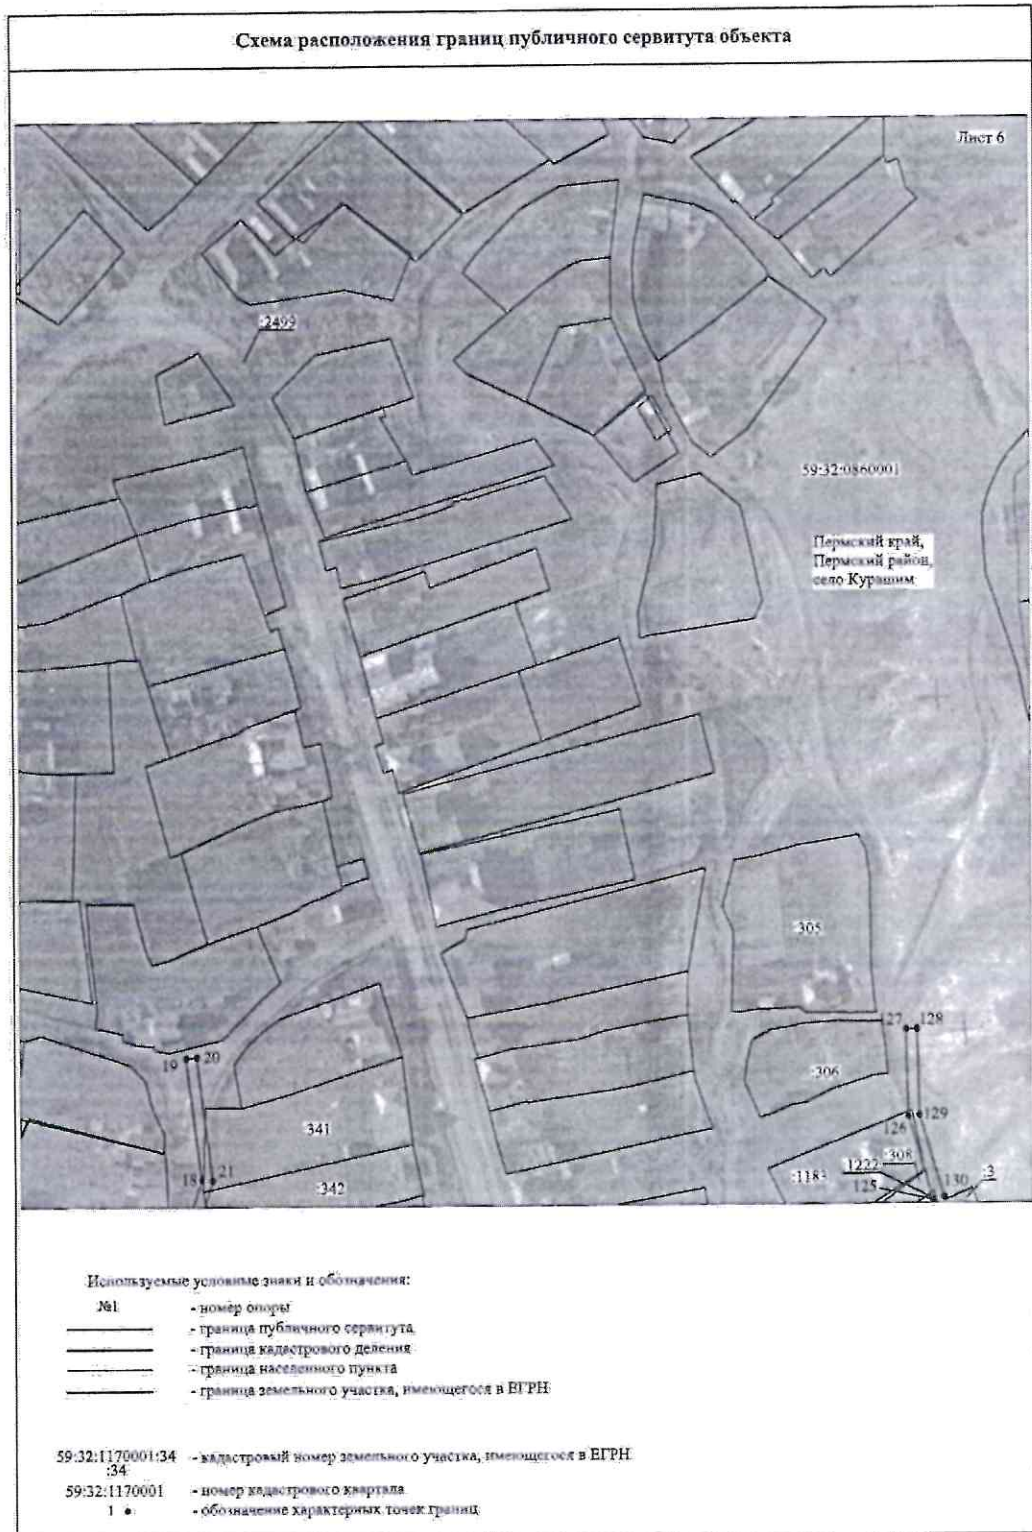 Схема расположения границ публичного сервитута объекта
Лист 6
:2499
59:32:0860001
Пермский край,
Пермский район,
село Курашим
:305
127 128
19 20
:306
126 129
:341
:308
1222
:118
:3
18 21
125 130
:342
Используемые условные знаки и обозначения:
№1 - номер опоры
- граница публичного сервитута
- граница кадастрового деления
- граница населенного пункта
- граница земельного участка, имеющегося в ЕГРН
59:32:1170001:34 - кадастровый номер земельного участка, имеющегося в ЕГРН
:34
59:32:1170001 - номер кадастрового квартала
1 • - обозначение характерных точек границ